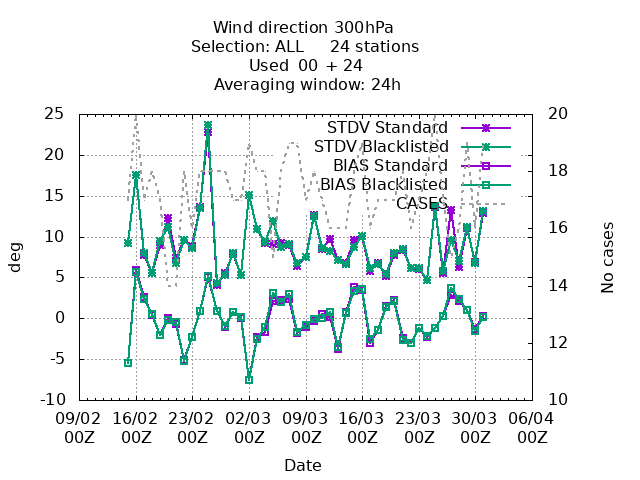 Wind direction 300hPa
Selection: ALL     24 stations
Used  00 + 24
Averaging window: 24h
STDV Standard
STDV Blacklisted
BIAS Standard
BIAS Blacklisted
CASES
25
20
15
10
5
0
-5
-10
deg
20
18
16
14
12
10
No cases
09/02 16/02 23/02 02/03 09/03 16/03 23/03 30/03 06/04
00Z 00Z 00Z 00Z 00Z 00Z 00Z 00Z 00Z
Date